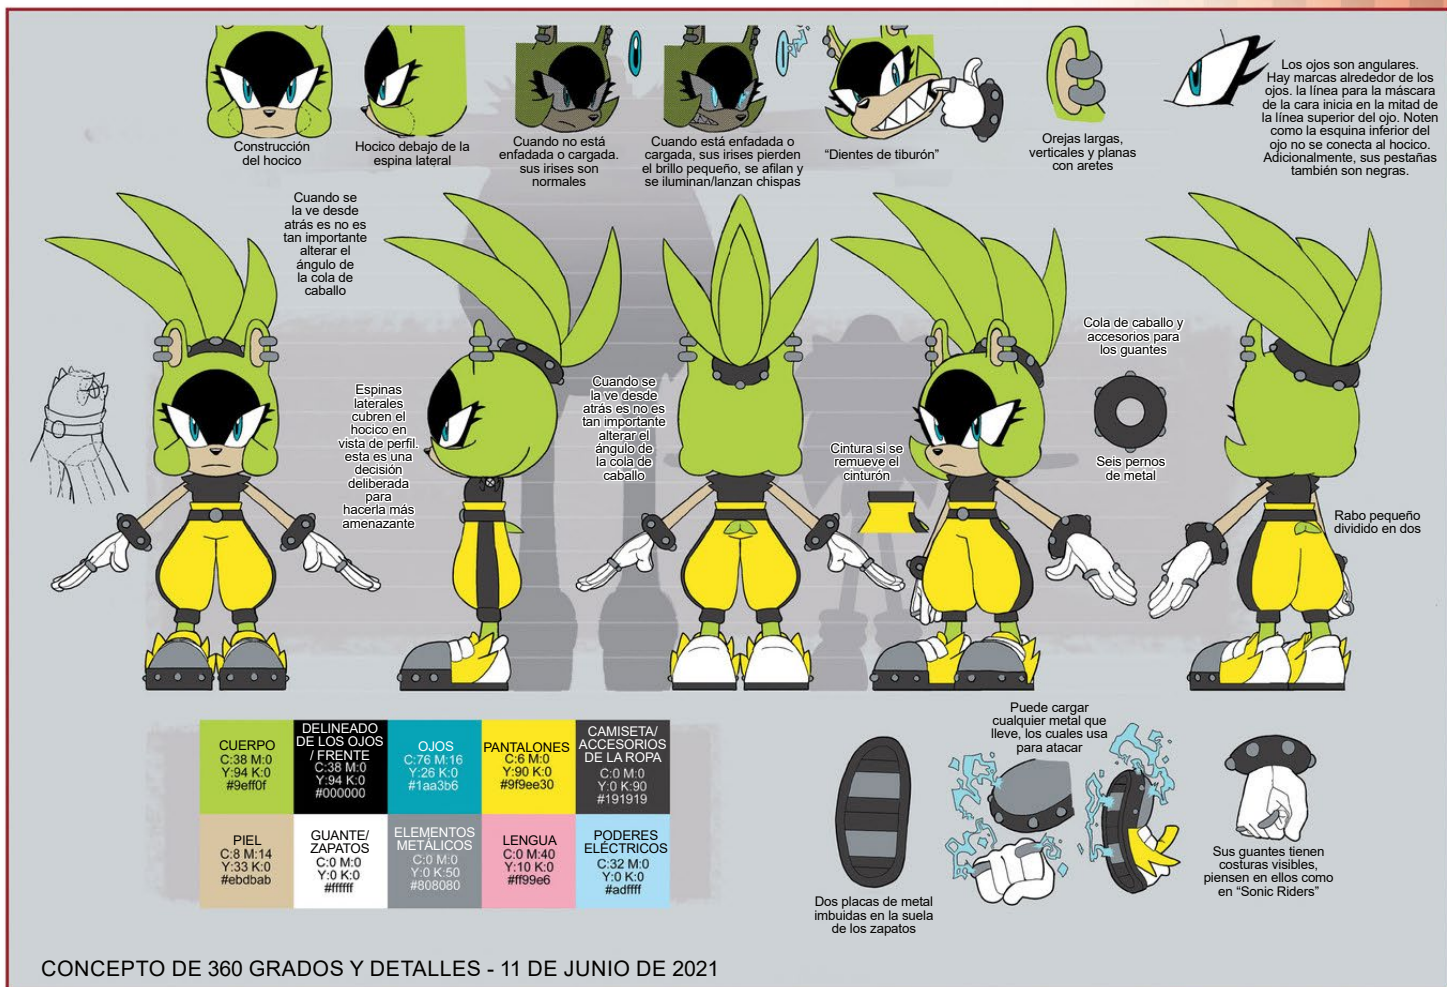 Construcción
del hocico
Hocico debajo de la
espina lateral
Cuando no está
enfadada o cargada.
sus irises son
normales
Cuando está enfadada o
cargada, sus irises pierden
el brillo pequeño, se afilan y
se iluminan/lanzan chispas
“Dientes de tiburón”
Orejas largas,
verticales y planas
con aretes
Los ojos son angulares.
Hay marcas alrededor de los
ojos. la línea para la máscara
de la cara inicia en la mitad de
la línea superior del ojo. Noten
como la esquina inferior del
ojo no se conecta al hocico.
Adicionalmente, sus pestañas
también son negras.
Cuando se
la ve desde
atrás es no es
tan importante
alterar el
ángulo de
la cola de
caballo
Espinas
laterales
cubren el
hocico en
vista de perfil.
esta es una
decisión
deliberada
para
hacerla más
amenazante
Cuando se
la ve desde
atrás es no es
tan importante
alterar el
ángulo de
la cola de
caballo
Cintura si se
remueve el
cinturón
Cola de caballo y
accesorios para
los guantes
Seis pernos
de metal
Rabo pequeño
dividido en dos
CUERPO
C:38 M:0
Y:94 K:0
#9eff0f
DELINEADO
DE LOS OJOS
/ FRENTE
C:38 M:0
Y:94 K:0
#000000
OJOS
C:76 M:16
Y:26 K:0
#1aa3b6
PANTALONES
C:6 M:0
Y:90 K:0
#9f9ee30
CAMISETA/
ACCESORIOS
DE LA ROPA
C:0 M:0
Y:0 K:90
#191919
PIEL
C:8 M:14
Y:33 K:0
#ebdbab
GUANTE/
ZAPATOS
C:0 M:0
Y:0 K:0
#ffffff
ELEMENTOS
METÁLICOS
C:0 M:0
Y:0 K:50
#808080
LENGUA
C:0 M:40
Y:10 K:0
#ff99e6
PODERES
ELÉCTRICOS
C:32 M:0
Y:0 K:0
#adffff
Dos placas de metal
imbuidas en la suela
de los zapatos
Puede cargar
cualquier metal que
lleve, los cuales usa
para atacar
Sus guantes tienen
costuras visibles,
piensen en ellos como
en “Sonic Riders”
CONCEPTO DE 360 GRADOS Y DETALLES - 11 DE JUNIO DE 2021